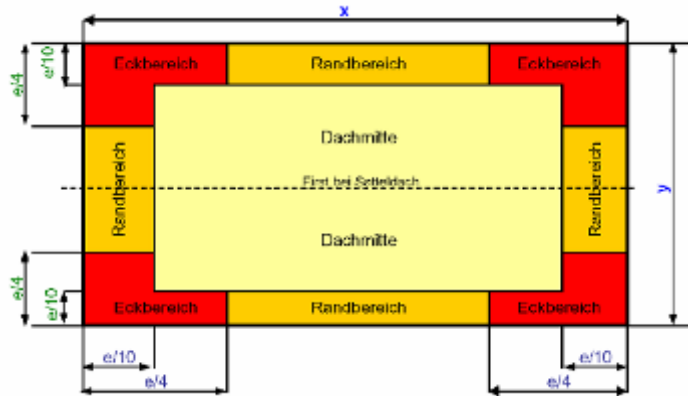 x
Eckbereich Randbereich Eckbereich
e/10
e/4
Dachmitte
First bei Satteldach
Randbereich
Randbereich
y
Dachmitte
e/4
e/10
Eckbereich Randbereich Eckbereich
e/10 e/10
e/4 e/4